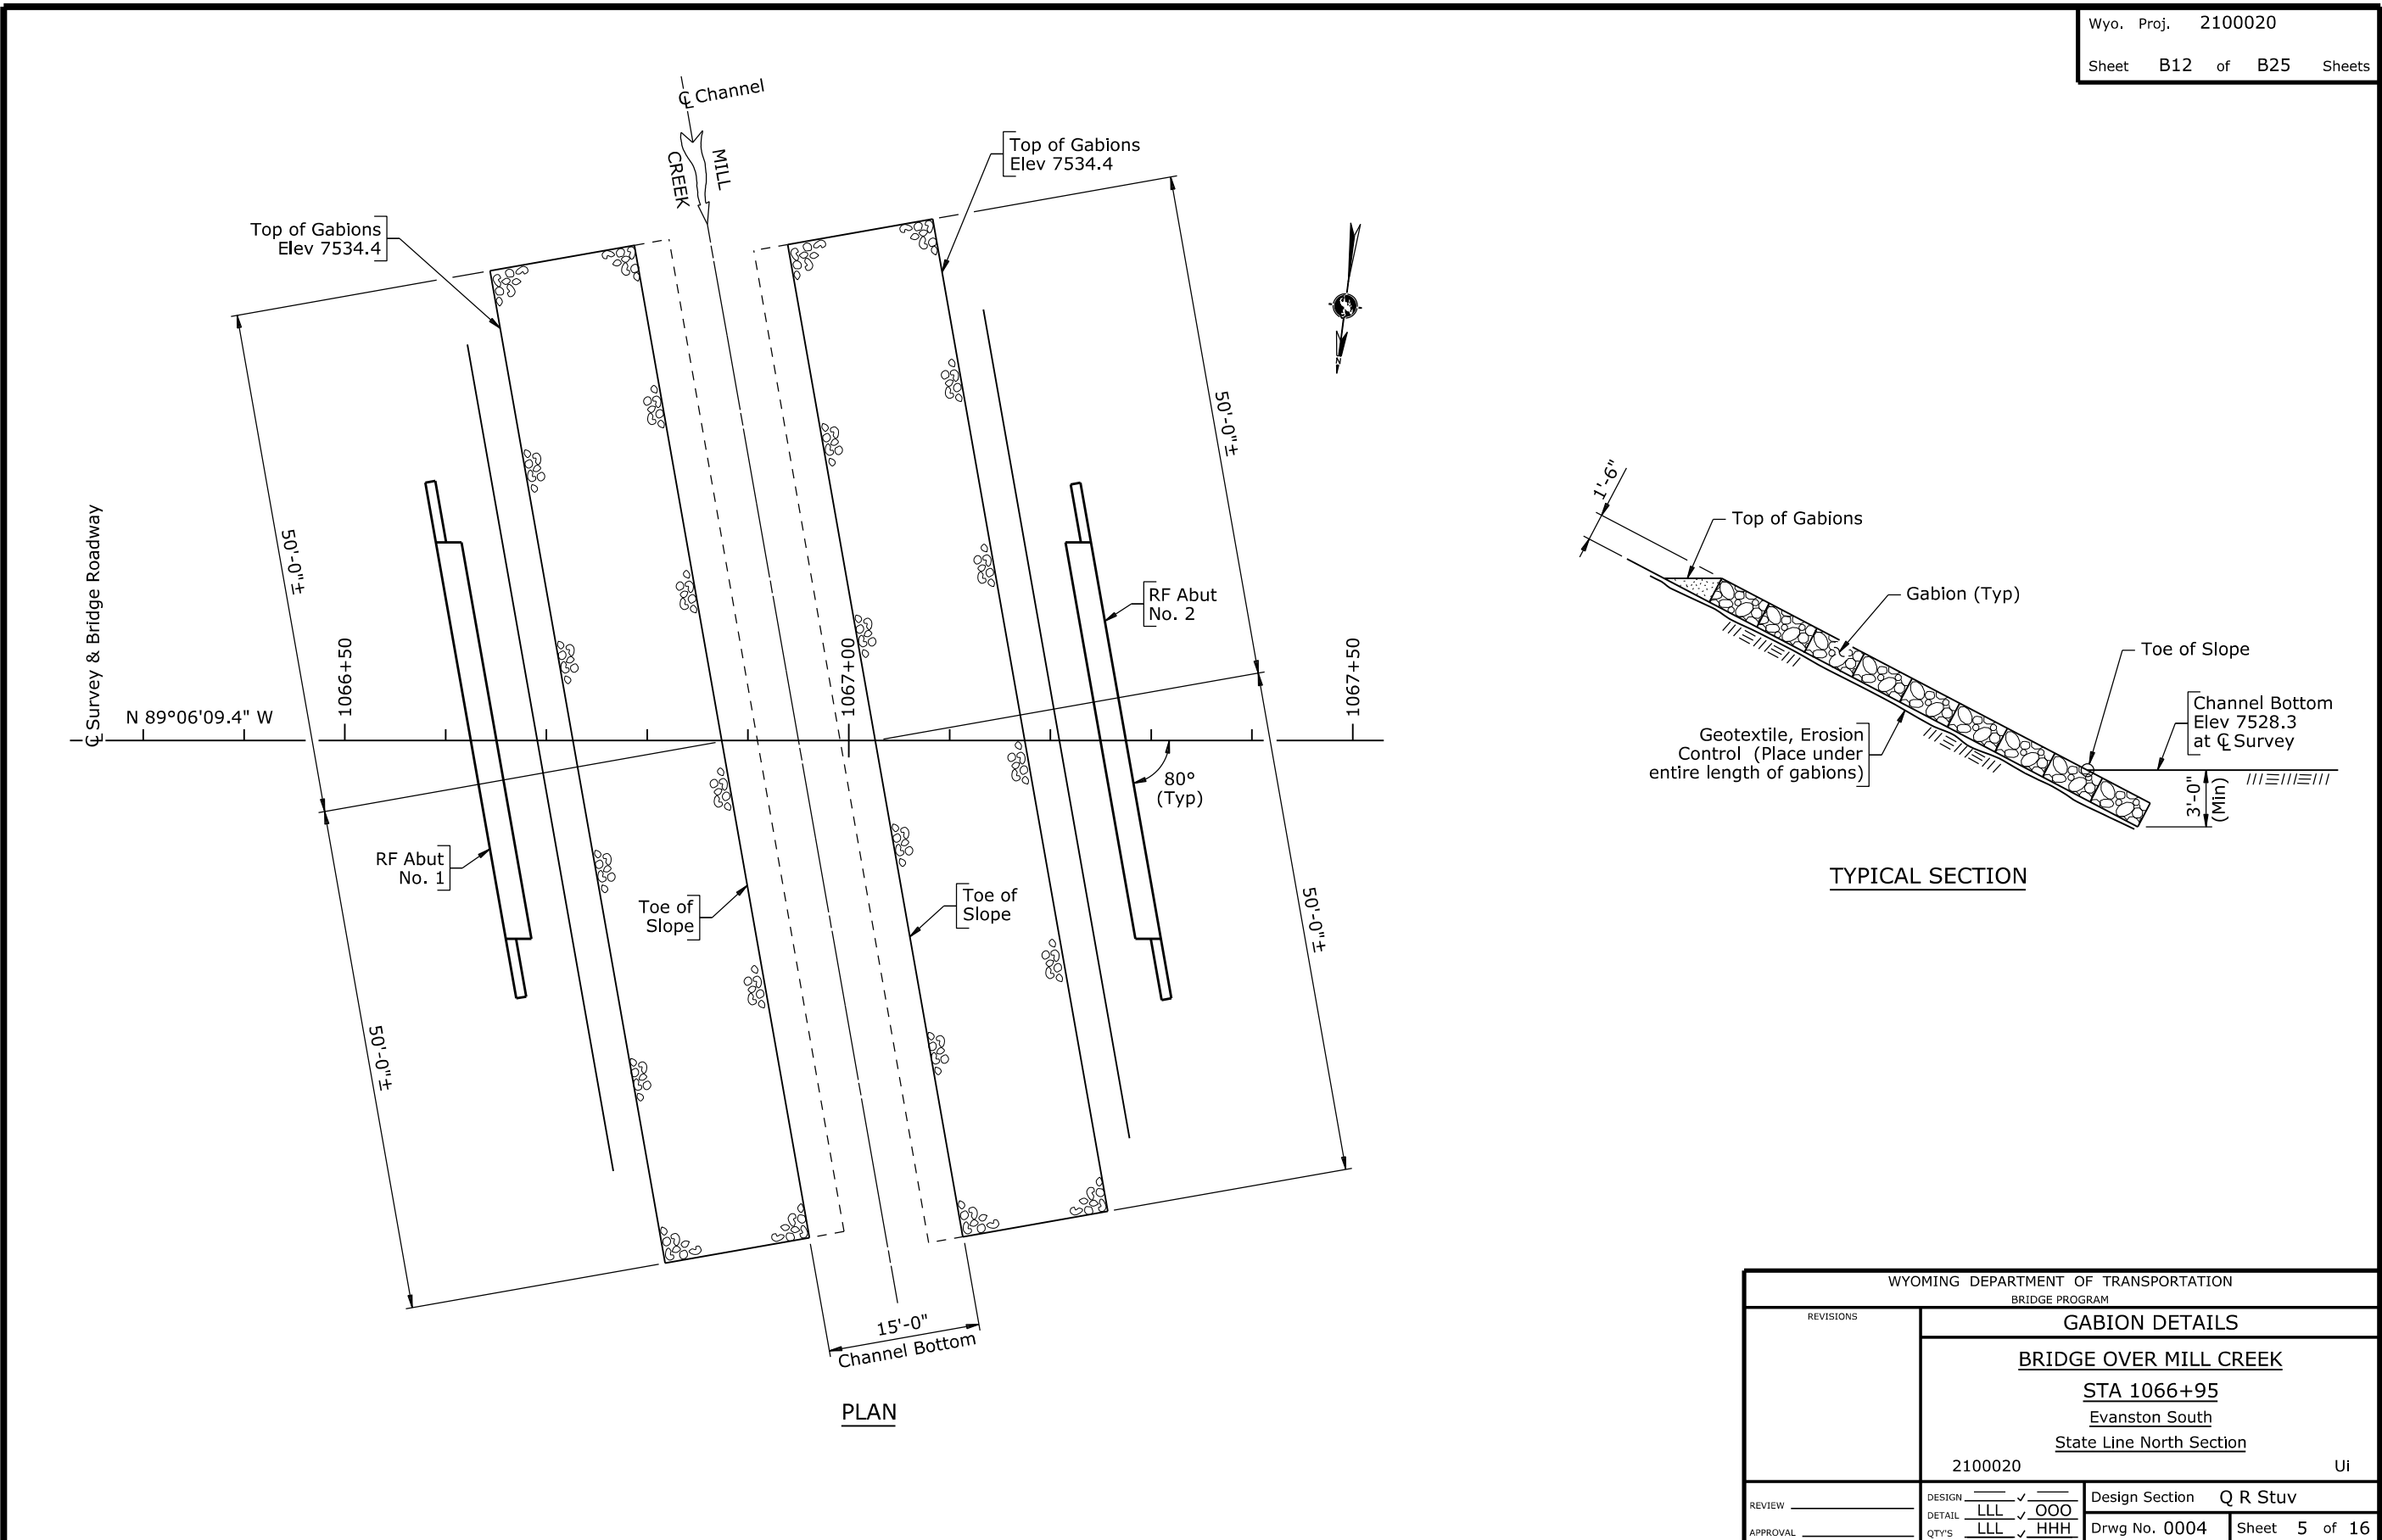 Wyo. Proj. 2100020
Sheet B12 of B25 Sheets
℄ Channel
MILL
CREEK
Top of Gabions
Elev 7534.4
Top of Gabions
Elev 7534.4
N
50'-0"±
50'-0"±
℄ Survey & Bridge Roadway
N 89°06'09.4" W
1066+50
1067+00
1067+50
RF Abut
No. 2
80°
(Typ)
RF Abut
No. 1
Toe of
Slope
Toe of
Slope
50'-0"±
50'-0"±
15'-0"
Channel Bottom
PLAN
1'-6"
Top of Gabions
Gabion (Typ)
Toe of Slope
Channel Bottom
Elev 7528.3
at ℄ Survey
Geotextile, Erosion
Control (Place under
entire length of gabions)
3'-0"
(Min)
TYPICAL SECTION
WYOMING DEPARTMENT OF TRANSPORTATION
BRIDGE PROGRAM
REVISIONS
GABION DETAILS
BRIDGE OVER MILL CREEK
STA 1066+95
Evanston South
State Line North Section
2100020 Ui
REVIEW
APPROVAL
DESIGN ✓
DETAIL LLL ✓ OOO
QTY'S LLL ✓ HHH
Design Section Q R Stuv
Drwg No. 0004
Sheet 5 of 16